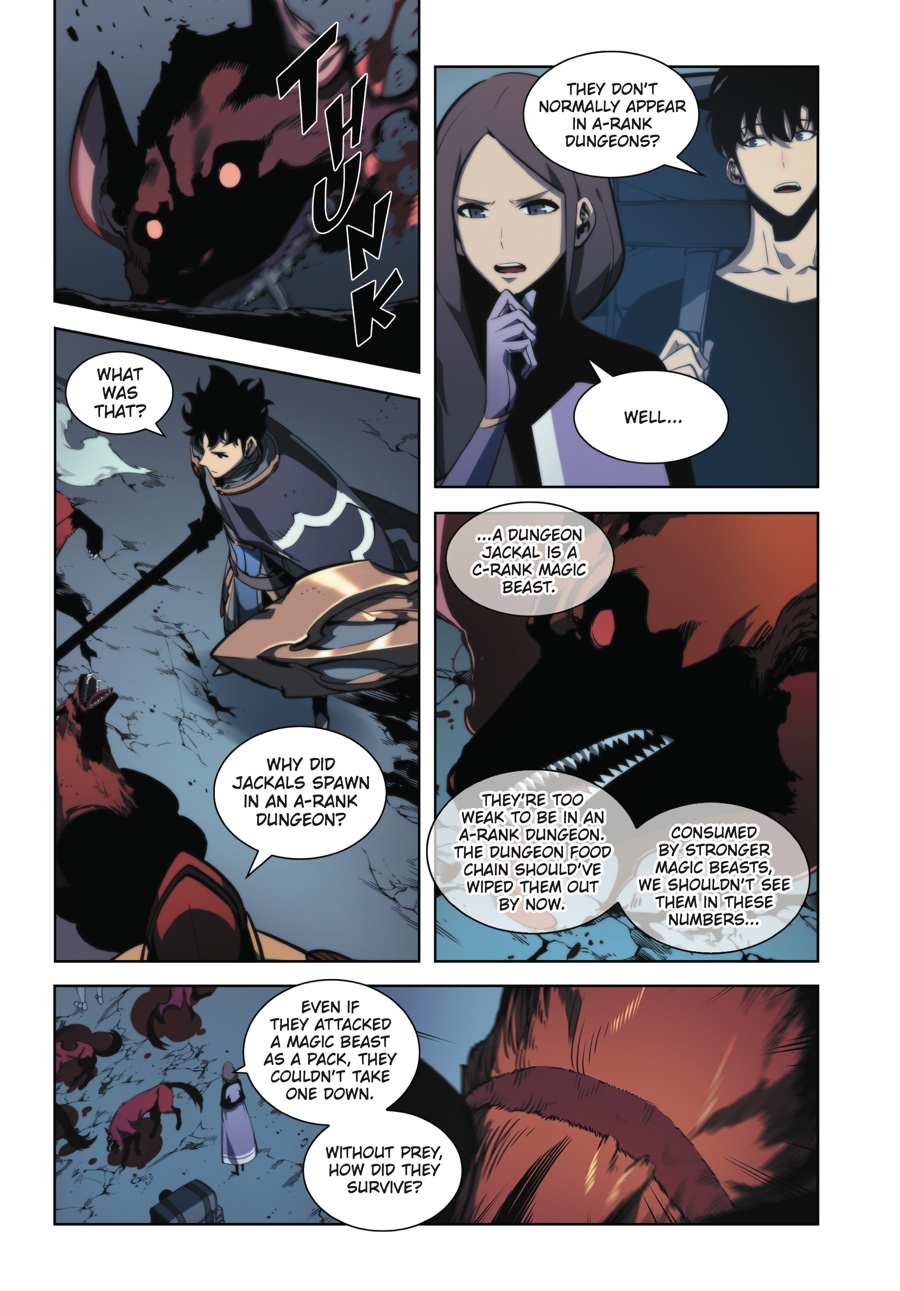 THUNK
WHAT
WAS
THAT?
WHY DID
JACKALS SPAWN
IN AN A-RANK
DUNGEON?
THEY DON'T
NORMALLY APPEAR
IN A-RANK
DUNGEONS?
WELL...
...A DUNGEON
JACKAL IS A
C-RANK MAGIC
BEAST.
THEY'RE TOO
WEAK TO BE IN AN
A-RANK DUNGEON.
THE DUNGEON FOOD
CHAIN SHOULD'VE
WIPED THEM OUT
BY NOW.
CONSUMED
BY STRONGER
MAGIC BEASTS,
WE SHOULDN'T SEE
THEM IN THESE
NUMBERS...
EVEN IF
THEY ATTACKED
A MAGIC BEAST
AS A PACK, THEY
COULDN'T TAKE
ONE DOWN.
WITHOUT PREY,
HOW DID THEY
SURVIVE?